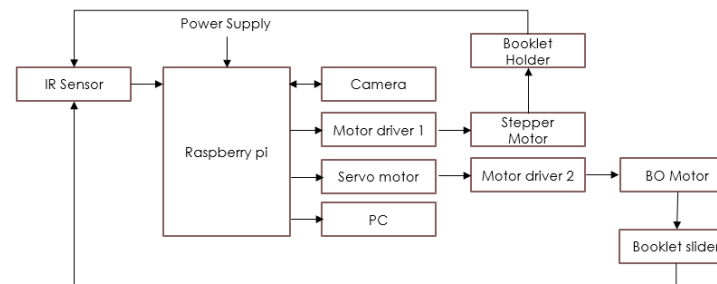 Power Supply
Booklet
Holder
IR Sensor
Camera
Raspberry pi
Motor driver 1
Stepper
Motor
Servo motor
Motor driver 2
BO Motor
PC
Booklet slider